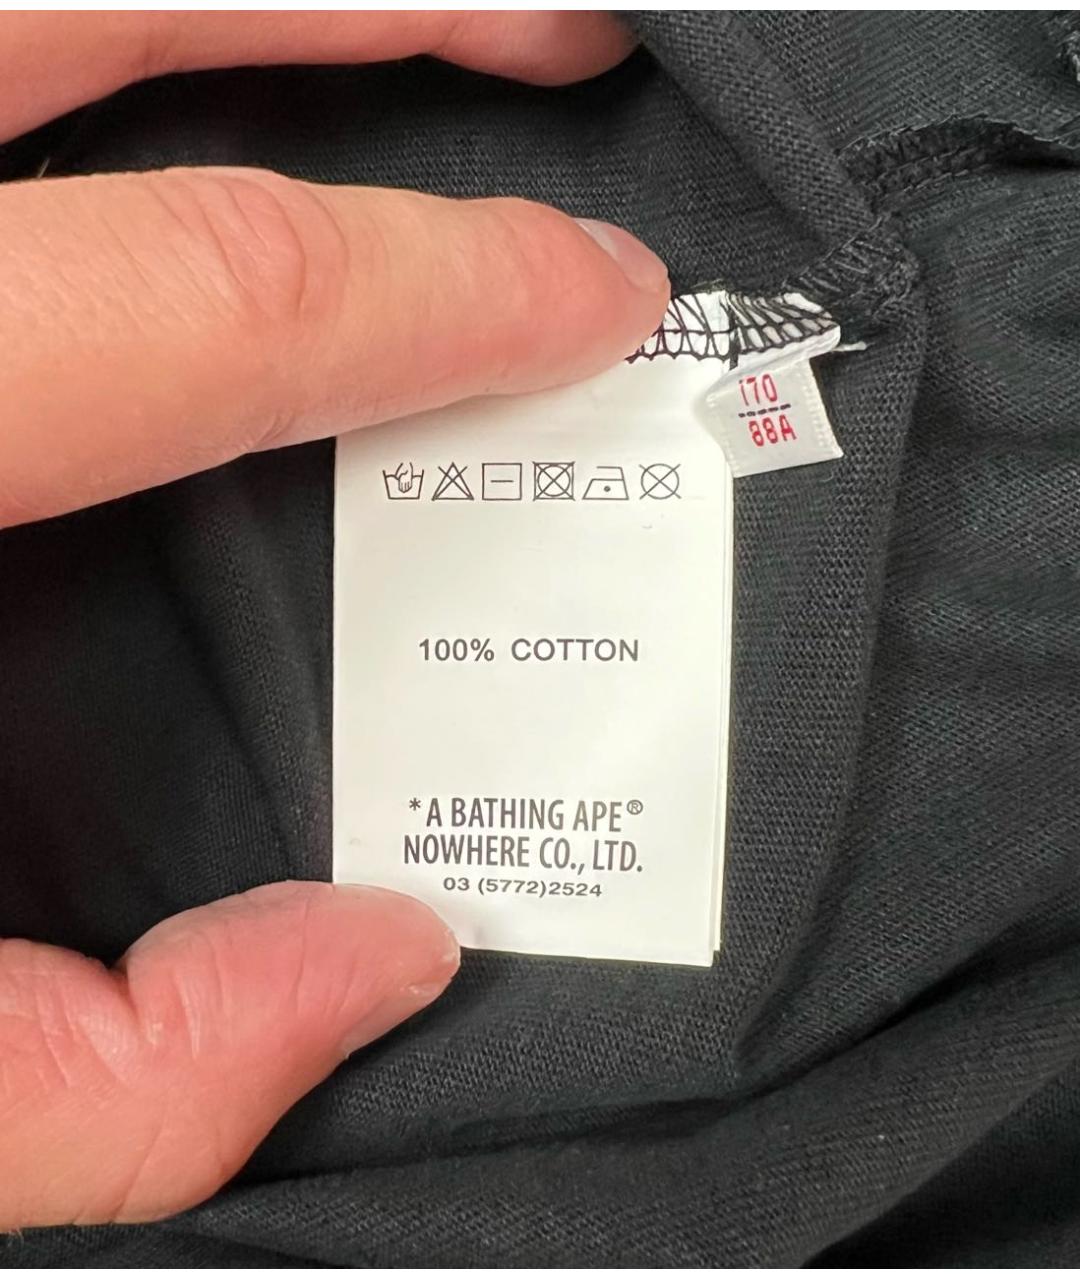 170
88A
100% COTTON
*A BATHING APE®
NOWHERE CO., LTD.
03 (5772)2524